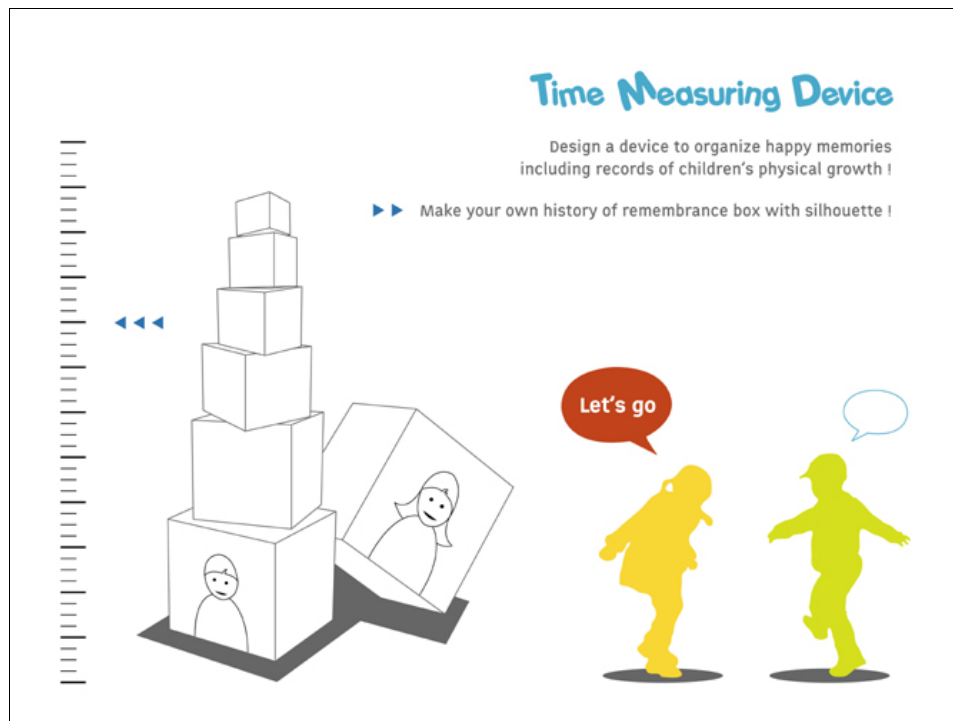 Time Measuring Device
Design a device to organize happy memories
including records of children's physical growth !
Make your own history of remembrance box with silhouette !
Let's go